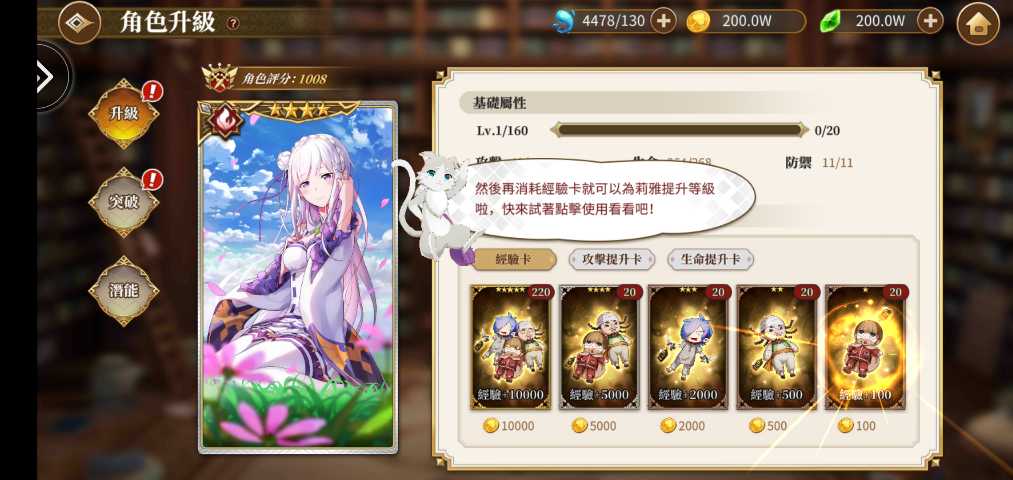 角色升級 ?
4478/130
200.0W
200.0W
角色評分: 1008
升級
突破
潛能
基礎屬性
Lv.1/160
0/20
防禦 11/11
然後再消耗經驗卡就可以為莉雅提升等級
啦，快來試著點擊使用看看吧！
經驗卡
攻擊提升卡
生命提升卡
220
20
20
20
20
經驗+10000
經驗+5000
經驗+2000
經驗+500
經驗+100
10000
5000
2000
500
100